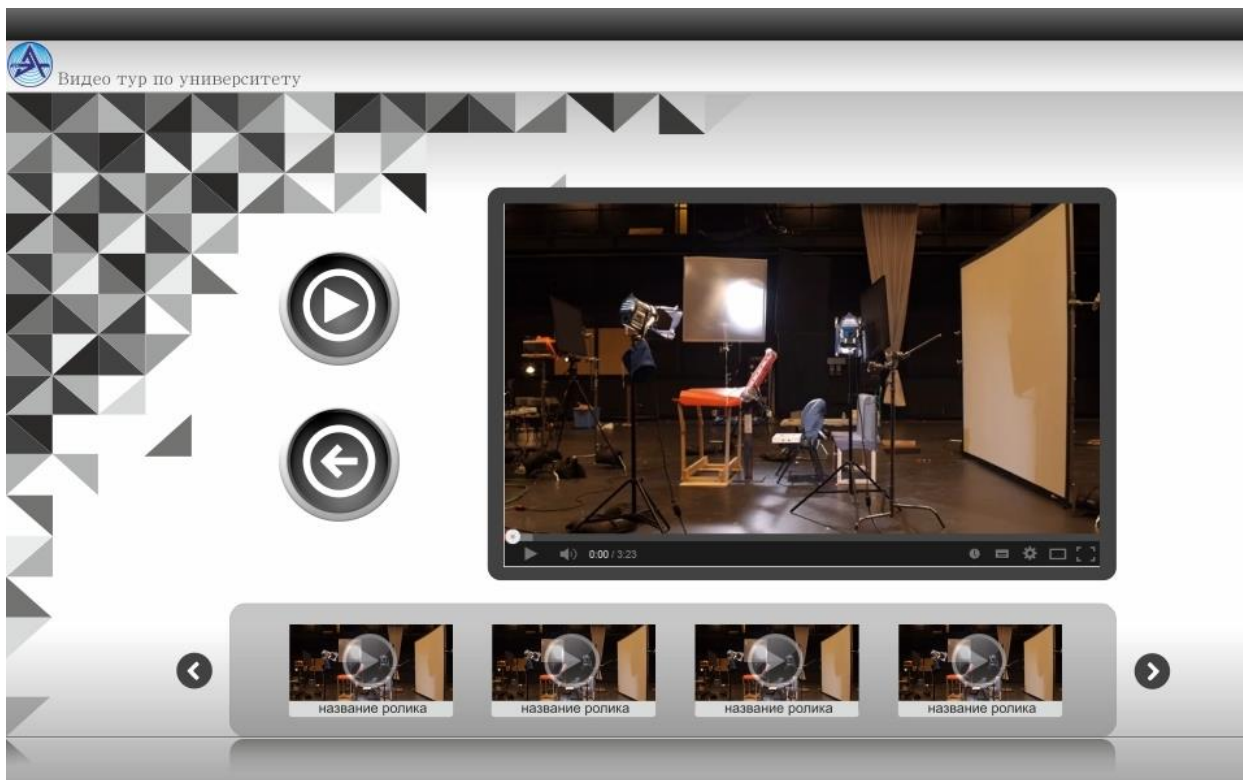 Видео тур по университету
0:00 / 3:23
название ролика
название ролика
название ролика
название ролика